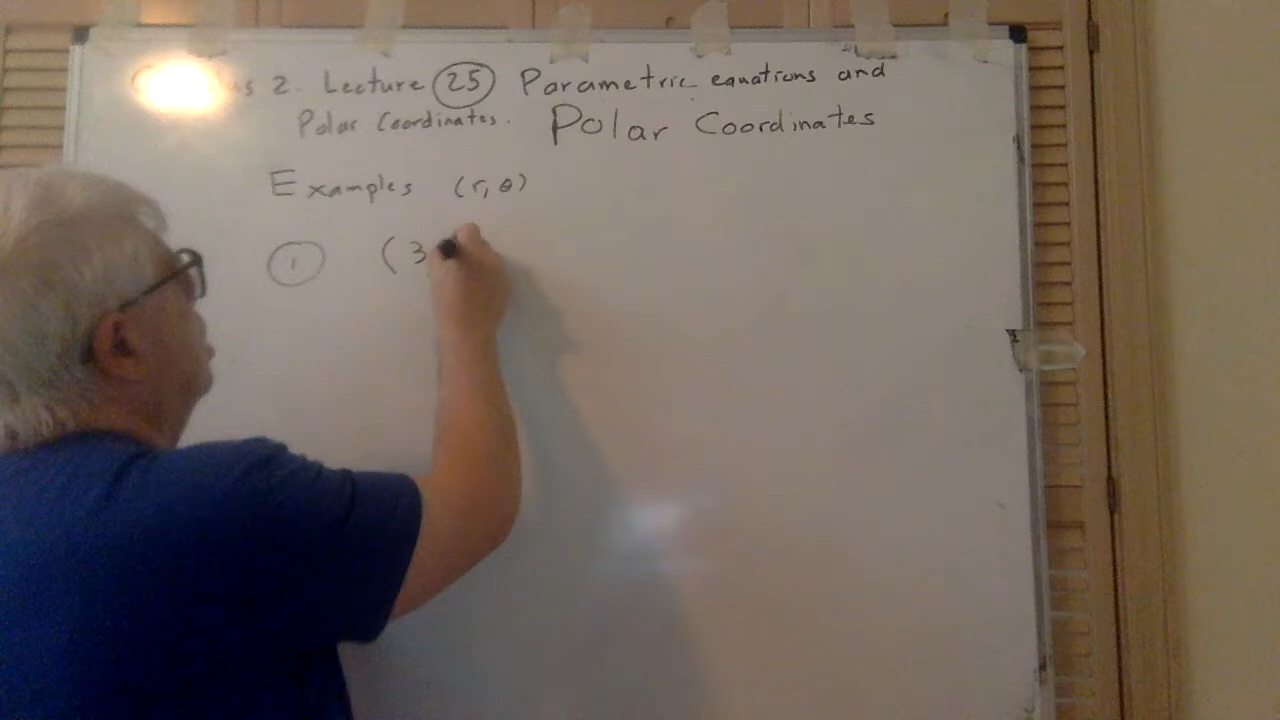 2. Lecture 25 Parametric equations and
Polar Coordinates. Polar Coordinates
Examples (r, θ)
1 (3,